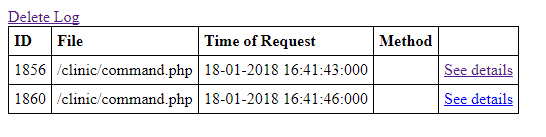 Delete Log
ID File Time of Request Method
1856 /clinic/command.php 18-01-2018 16:41:43:000 See details
1860 /clinic/command.php 18-01-2018 16:41:46:000 See details